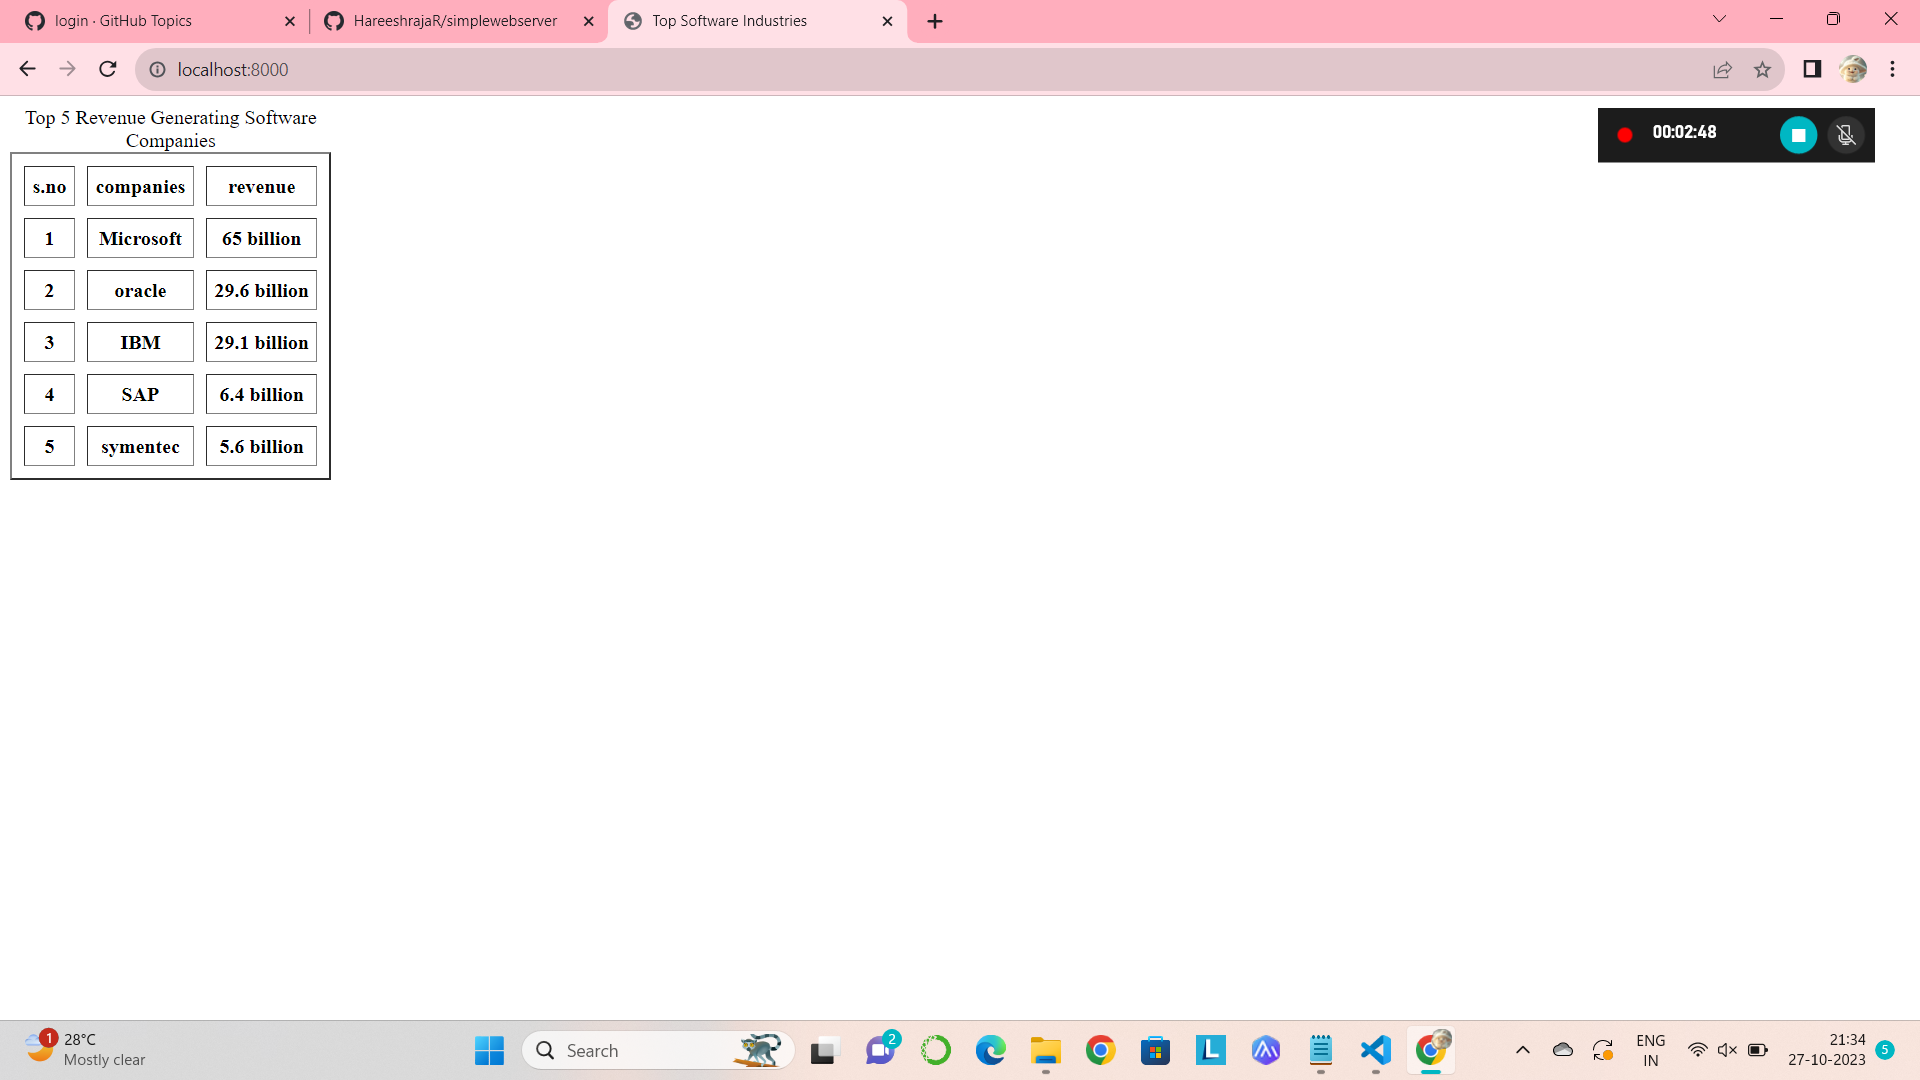 login · GitHub Topics
HareeshrajaR/simplewebserver
Top Software Industries
localhost:8000
Top 5 Revenue Generating Software
Companies
00:02:48
s.no companies revenue
1 Microsoft 65 billion
2 oracle 29.6 billion
3 IBM 29.1 billion
4 SAP 6.4 billion
5 symentec 5.6 billion
1
28°C
Mostly clear
Search
2
L
ENG
IN
21:34
27-10-2023
5